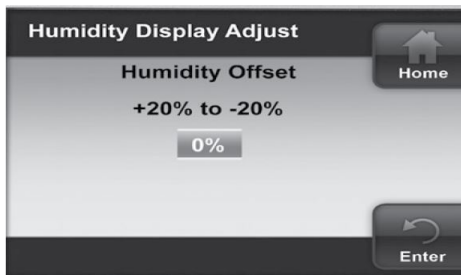 Humidity Display Adjust
Home
Humidity Offset
+20% to -20%
0%
Enter